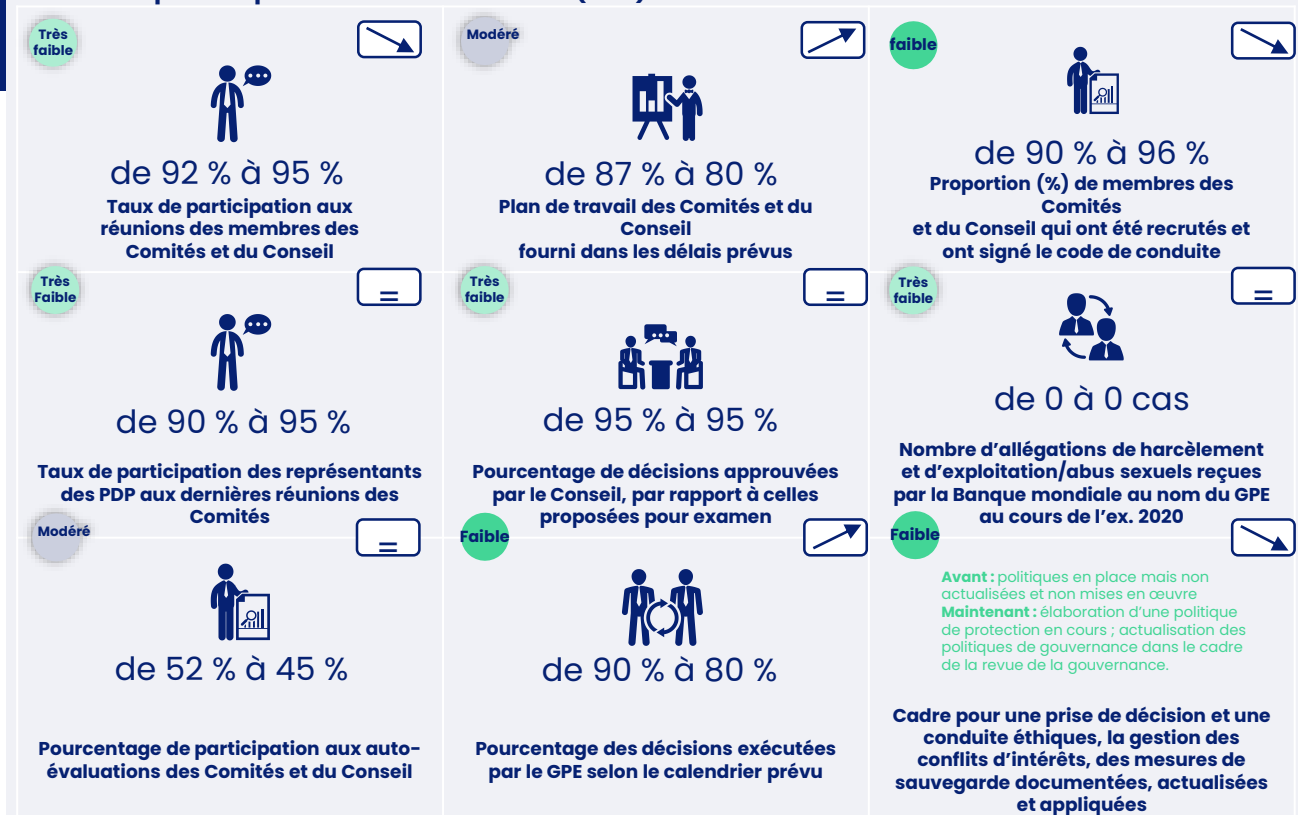 Très
faible
de 92 % à 95 %
Taux de participation aux
réunions des membres des
Comités et du Conseil
Modéré
de 87 % à 80 %
Plan de travail des Comités et du
Conseil
fourni dans les délais prévus
faible
de 90 % à 96 %
Proportion (%) de membres des
Comités
et du Conseil qui ont été recrutés et
ont signé le code de conduite
Très
Faible
=
de 90 % à 95 %
Taux de participation des représentants
des PDP aux dernières réunions des
Comités
Très
faible
=
de 95 % à 95 %
Pourcentage de décisions approuvées
par le Conseil, par rapport à celles
proposées pour examen
Très
faible
=
de 0 à 0 cas
Nombre d’allégations de harcèlement
et d’exploitation/abus sexuels reçues
par la Banque mondiale au nom du GPE
au cours de l’ex. 2020
Modéré
=
de 52 % à 45 %
Pourcentage de participation aux auto-
évaluations des Comités et du Conseil
Faible
de 90 % à 80 %
Pourcentage des décisions exécutées
par le GPE selon le calendrier prévu
Faible
Avant : politiques en place mais non
actualisées et non mises en œuvre
Maintenant : élaboration d’une politique
de protection en cours ; actualisation des
politiques de gouvernance dans le cadre
de la revue de la gouvernance.
Cadre pour une prise de décision et une
conduite éthiques, la gestion des
conflits d’intérêts, des mesures de
sauvegarde documentées, actualisées
et appliquées